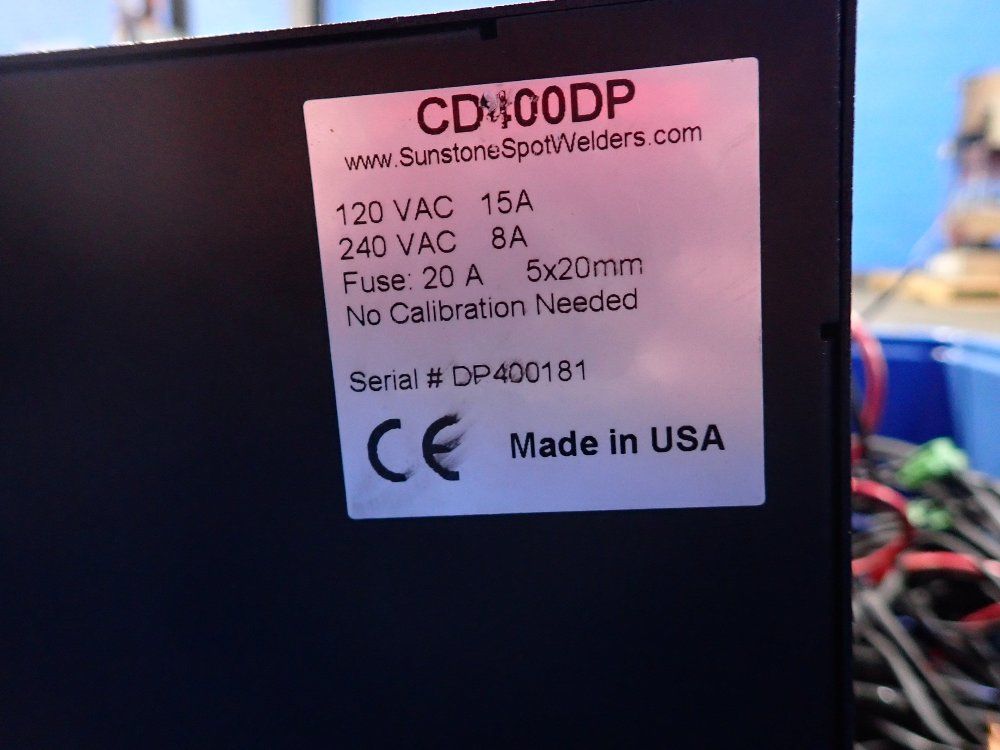 CD400DP
www.SunstoneSpotWelders.com
120 VAC 15A
240 VAC 8A
Fuse: 20 A 5x20mm
No Calibration Needed
Serial # DP400181
CE Made in USA